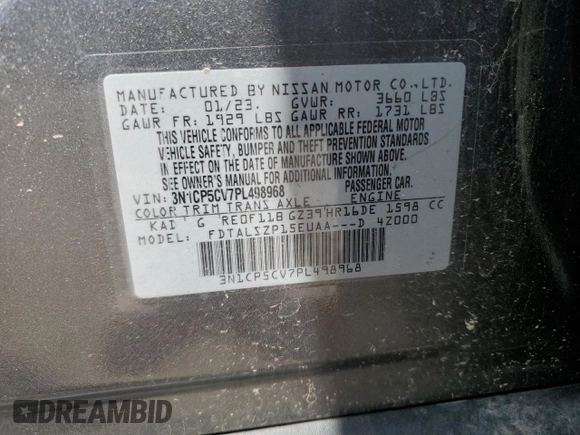 MANUFACTURED BY NISSAN MOTOR CO., LTD.
DATE: 01/23. GVWR: 3660 LBS
GAWR FR: 1929 LBS GAWR RR: 1731 LBS
THIS VEHICLE CONFORMS TO ALL APPLICABLE FEDERAL MOTOR
VEHICLE SAFETY, BUMPER AND THEFT PREVENTION STANDARDS
IN EFFECT ON THE DATE OF MANUFACTURE SHOWN ABOVE.
SEE OWNER'S MANUAL FOR ADDITIONAL INFORMATION
VIN: 3N1CP5CV7PL498968 PASSENGER CAR.
COLOR TRIM TRANS AXLE ENGINE
KAD G RE0F11B GZ39 HR16DE 1598 CC
MODEL: FDTALSZP15EUAA---D 4Z000
3N1CP5CV7PL498968
DREAMBID